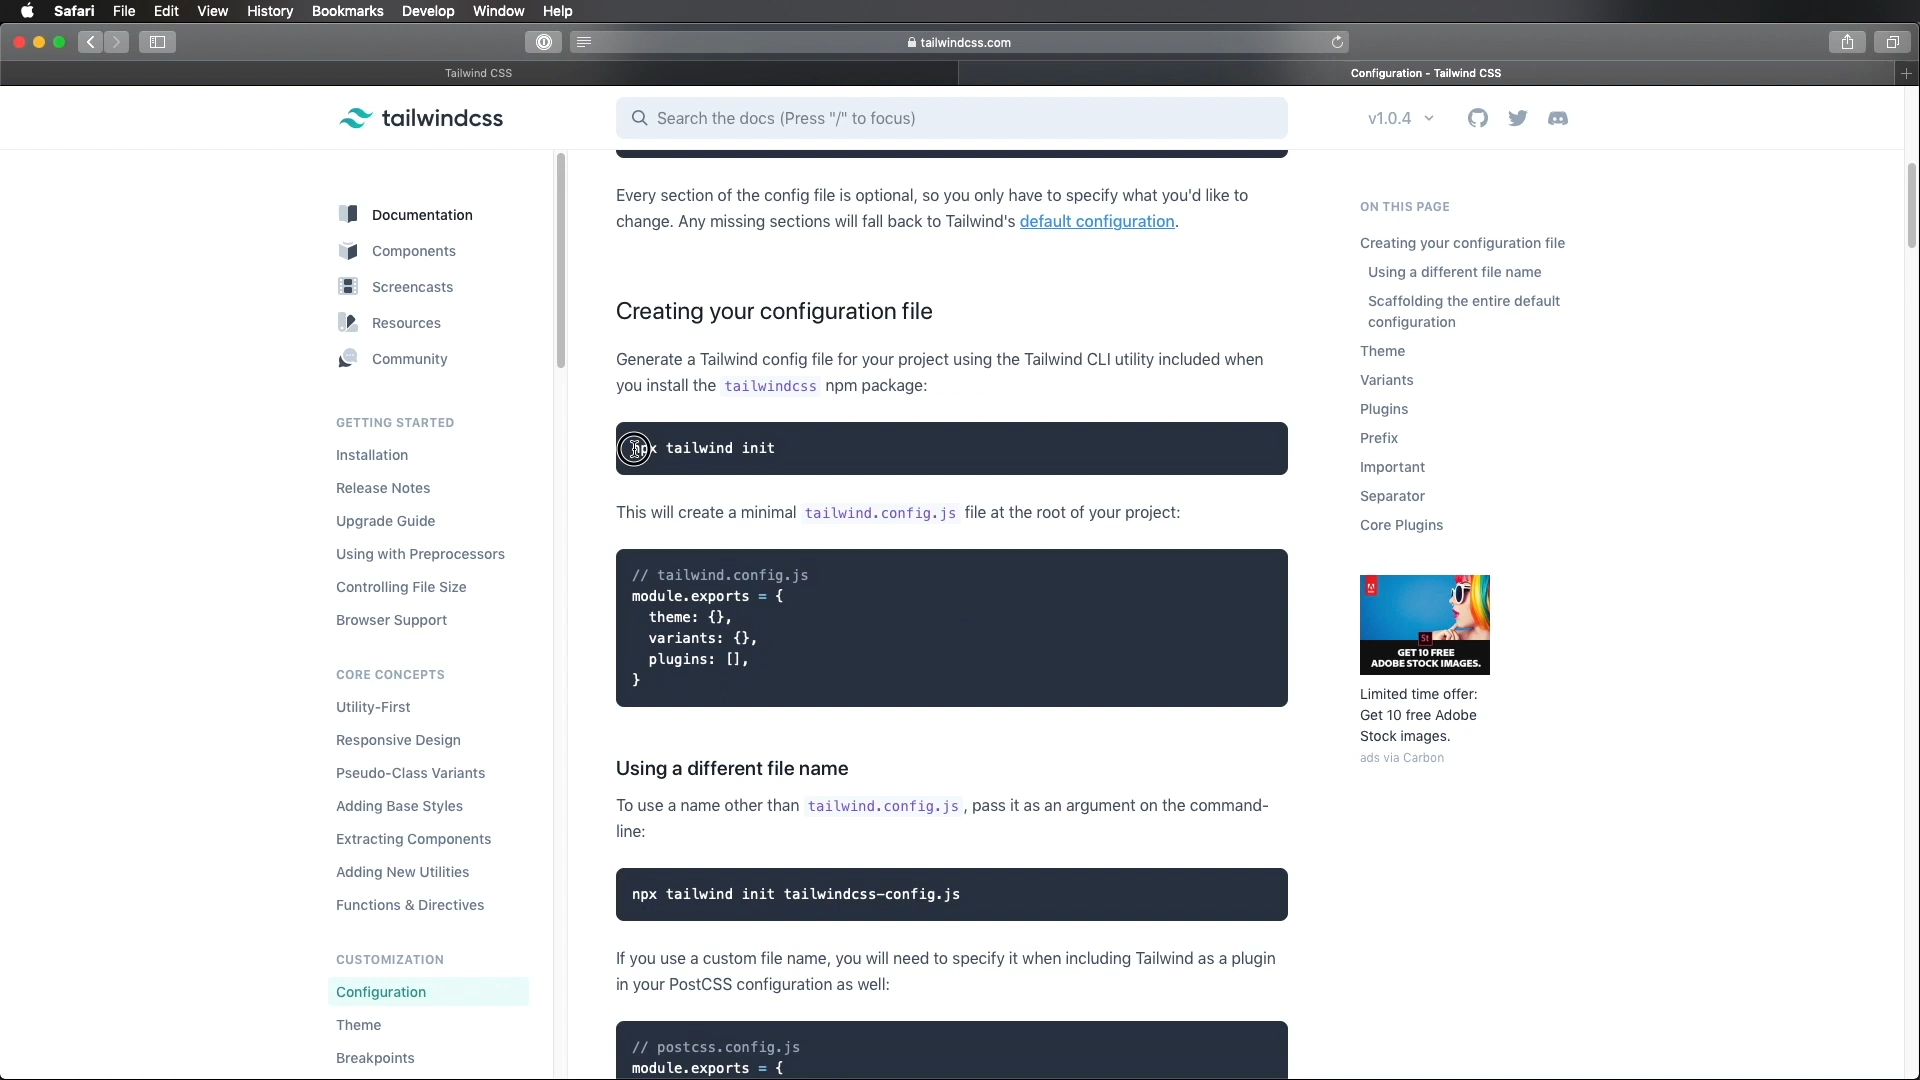 Safari File Edit View History Bookmarks Develop Window Help
tailwindcss.com
Tailwind CSS
Configuration - Tailwind CSS
tailwindcss
Search the docs (Press "/" to focus)
v1.0.4
Documentation
Components
Screencasts
Resources
Community
GETTING STARTED
Installation
Release Notes
Upgrade Guide
Using with Preprocessors
Controlling File Size
Browser Support
CORE CONCEPTS
Utility-First
Responsive Design
Pseudo-Class Variants
Adding Base Styles
Extracting Components
Adding New Utilities
Functions & Directives
CUSTOMIZATION
Configuration
Theme
Breakpoints
Every section of the config file is optional, so you only have to specify what you'd like to
change. Any missing sections will fall back to Tailwind's default configuration.
Creating your configuration file
Generate a Tailwind config file for your project using the Tailwind CLI utility included when
you install the tailwindcss npm package:
npx tailwind init
This will create a minimal tailwind.config.js file at the root of your project:
// tailwind.config.js
module.exports = {
theme: {},
variants: {},
plugins: [],
}
Using a different file name
To use a name other than tailwind.config.js, pass it as an argument on the command-
line:
npx tailwind init tailwindcss-config.js
If you use a custom file name, you will need to specify it when including Tailwind as a plugin
in your PostCSS configuration as well:
// postcss.config.js
module.exports = {
ON THIS PAGE
Creating your configuration file
Using a different file name
Scaffolding the entire default
configuration
Theme
Variants
Plugins
Prefix
Important
Separator
Core Plugins
St
GET 10 FREE
ADOBE STOCK IMAGES.
Limited time offer:
Get 10 free Adobe
Stock images.
ads via Carbon